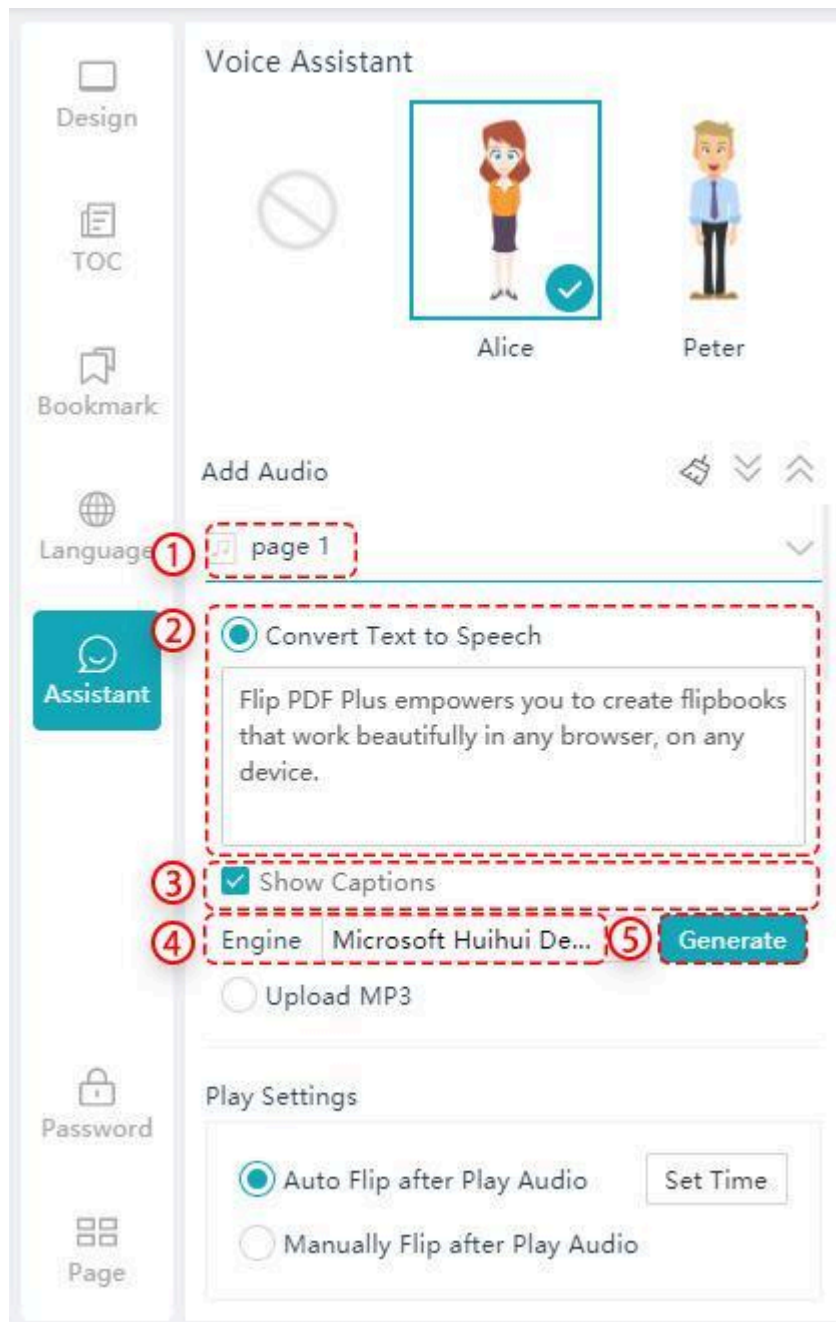 Voice Assistant
Design
TOC
Alice
Peter
Bookmark
Add Audio
Language
① page 1
② Convert Text to Speech
Assistant
Flip PDF Plus empowers you to create flipbooks
that work beautifully in any browser, on any
device.
③ Show Captions
④ Engine Microsoft Huihui De... ⑤ Generate
Upload MP3
Play Settings
Password
Auto Flip after Play Audio Set Time
Manually Flip after Play Audio
Page